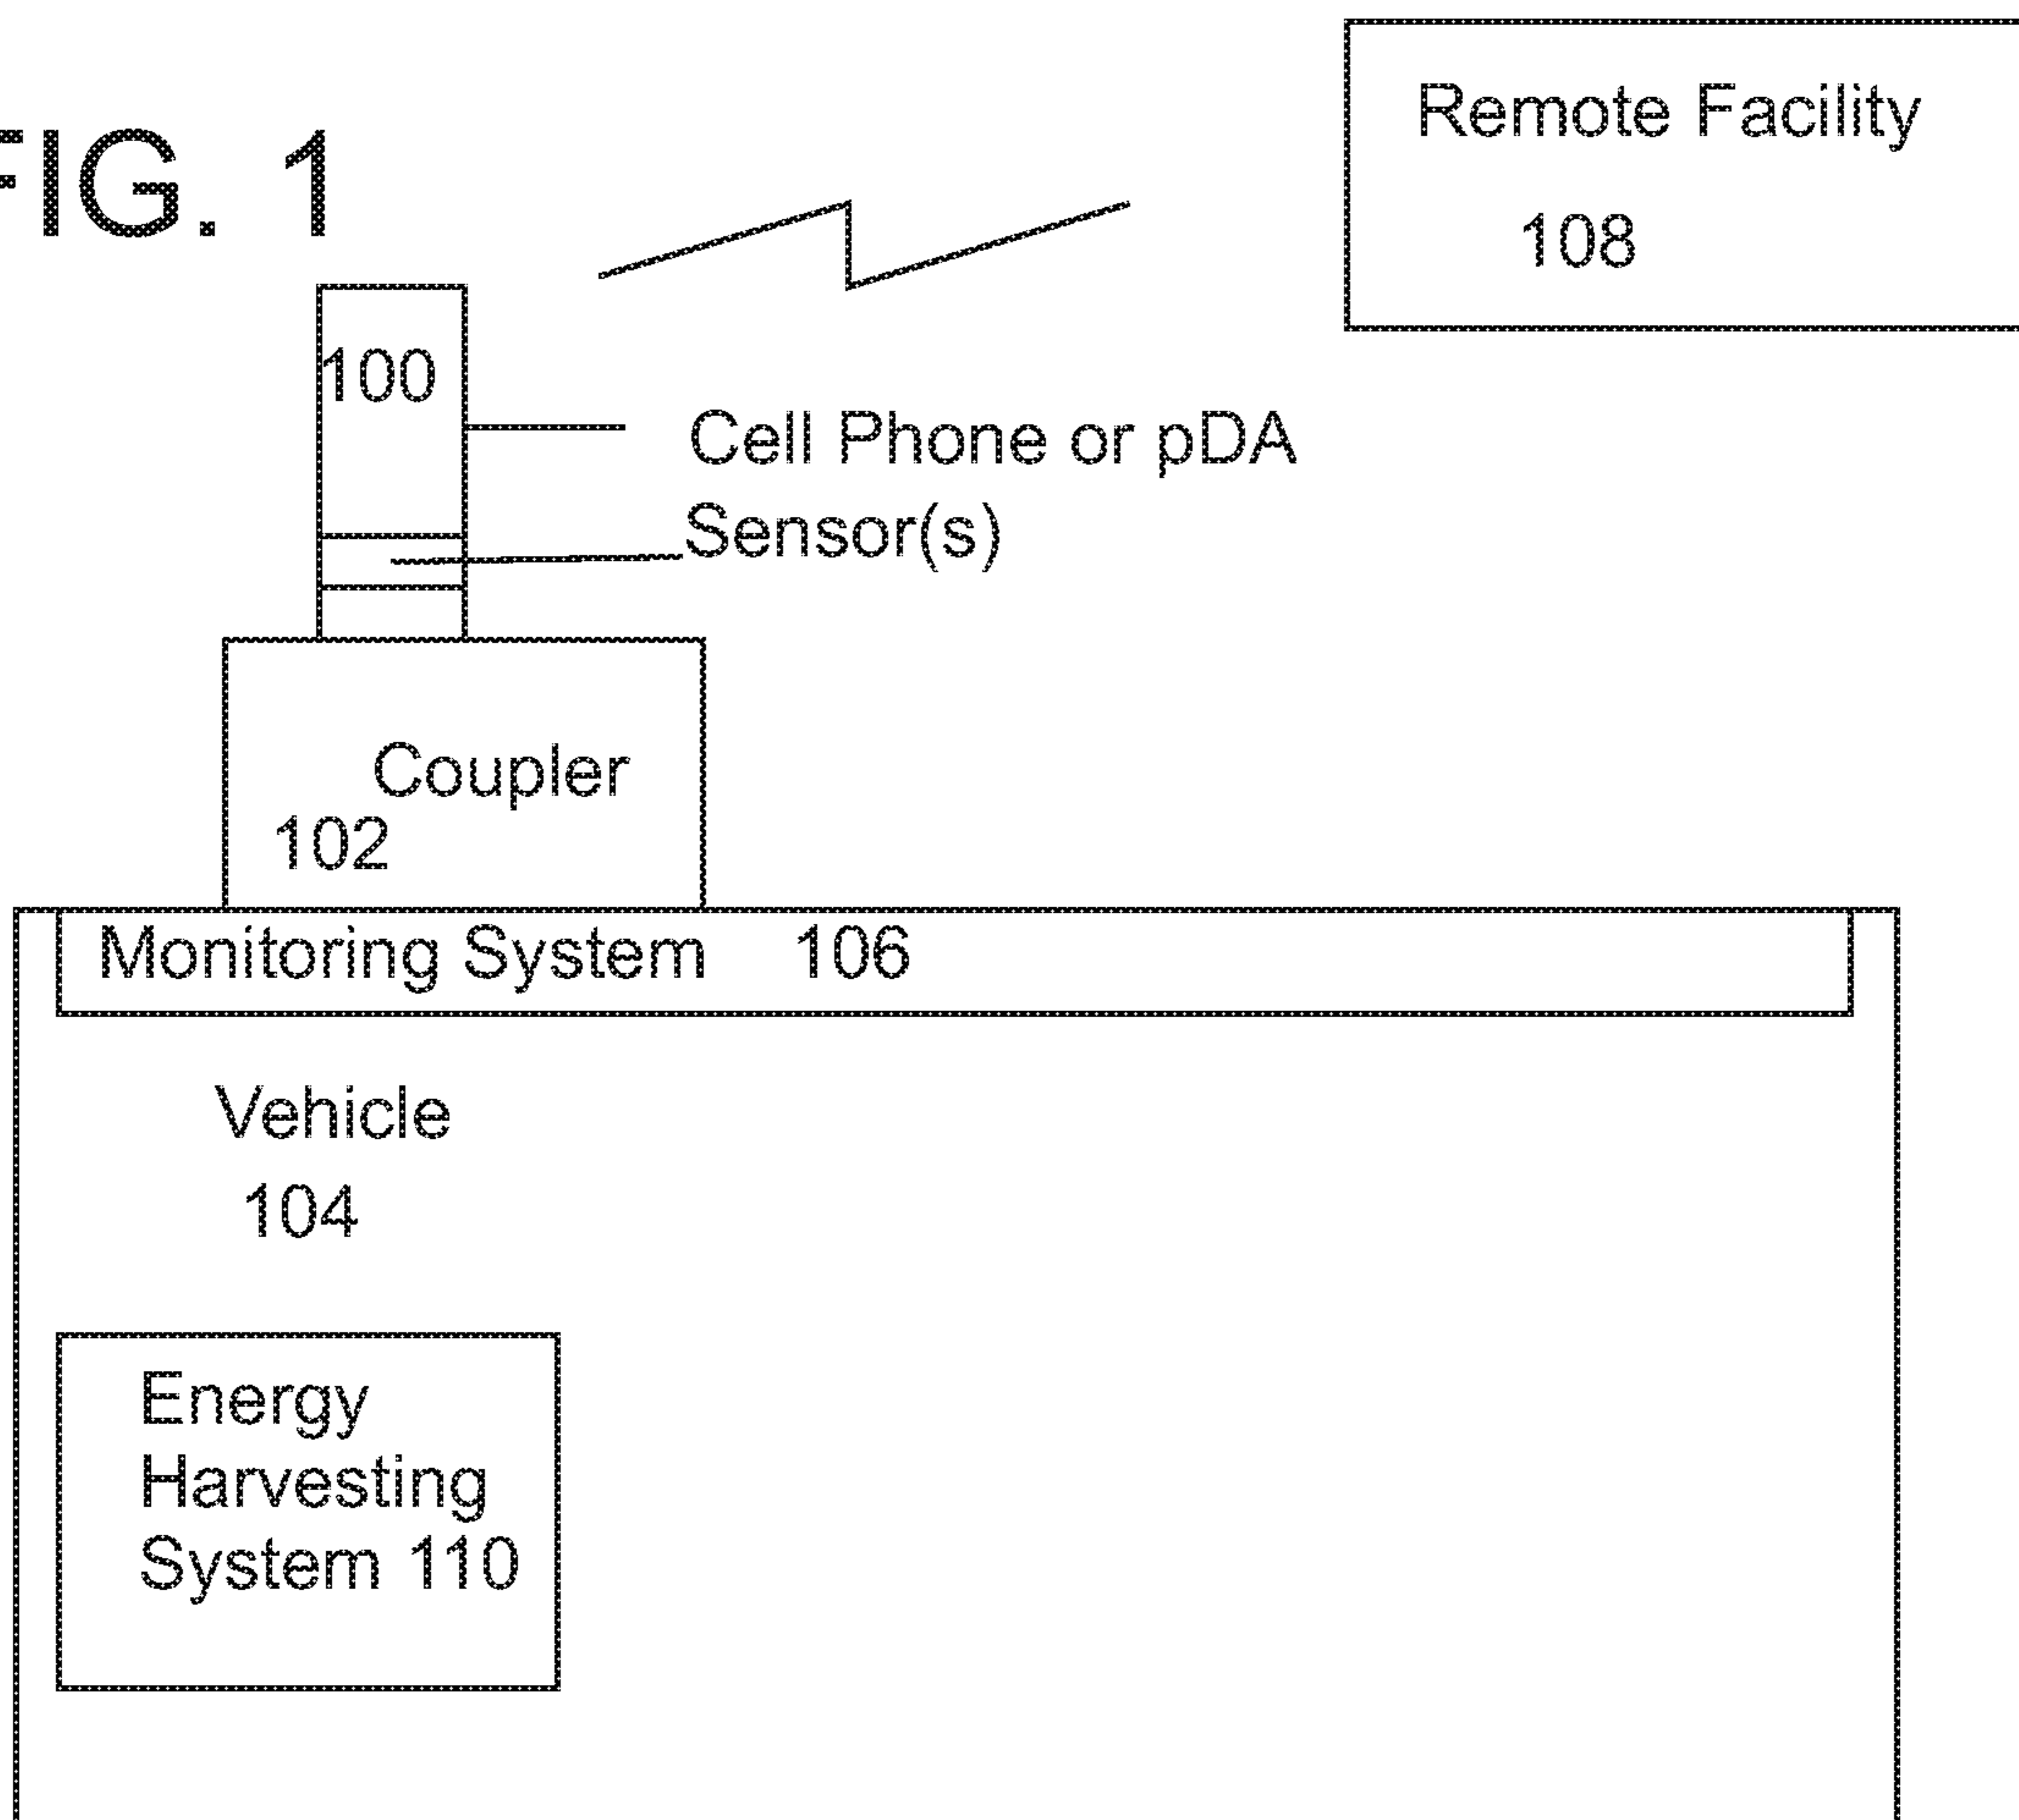 FIG. 1
Remote Facility
108
100
Cell Phone or pDA
Sensor(s)
Coupler
102
Monitoring System 106
Vehicle
104
Energy
Harvesting
System 110